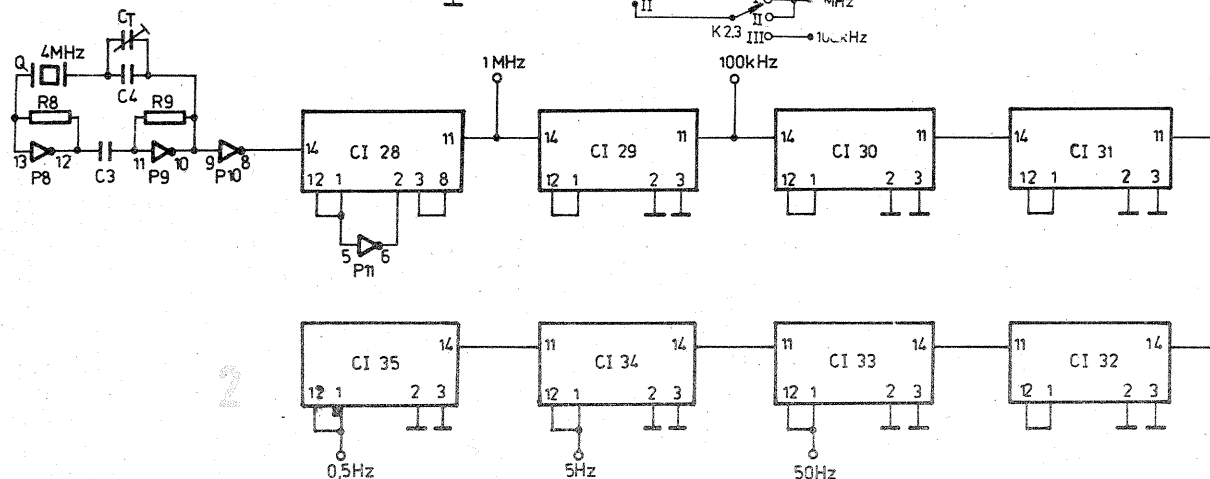 II
K2.3
II
III
MHz
CT
Q
4MHz
C4
R8
R9
13
12
11
10
9
8
P8
C3
P9
P10
1MHz
100kHz
14
CI 28
11
12
1
2
3
8
5
6
P11
14
CI 29
11
12
1
2
3
14
CI 30
11
12
1
2
3
14
CI 31
11
12
1
2
3
CI 35
14
12
1
2
3
0,5Hz
11
CI 34
14
12
1
2
3
5Hz
11
CI 33
14
12
1
2
3
50Hz
11
CI 32
14
12
1
2
3
2